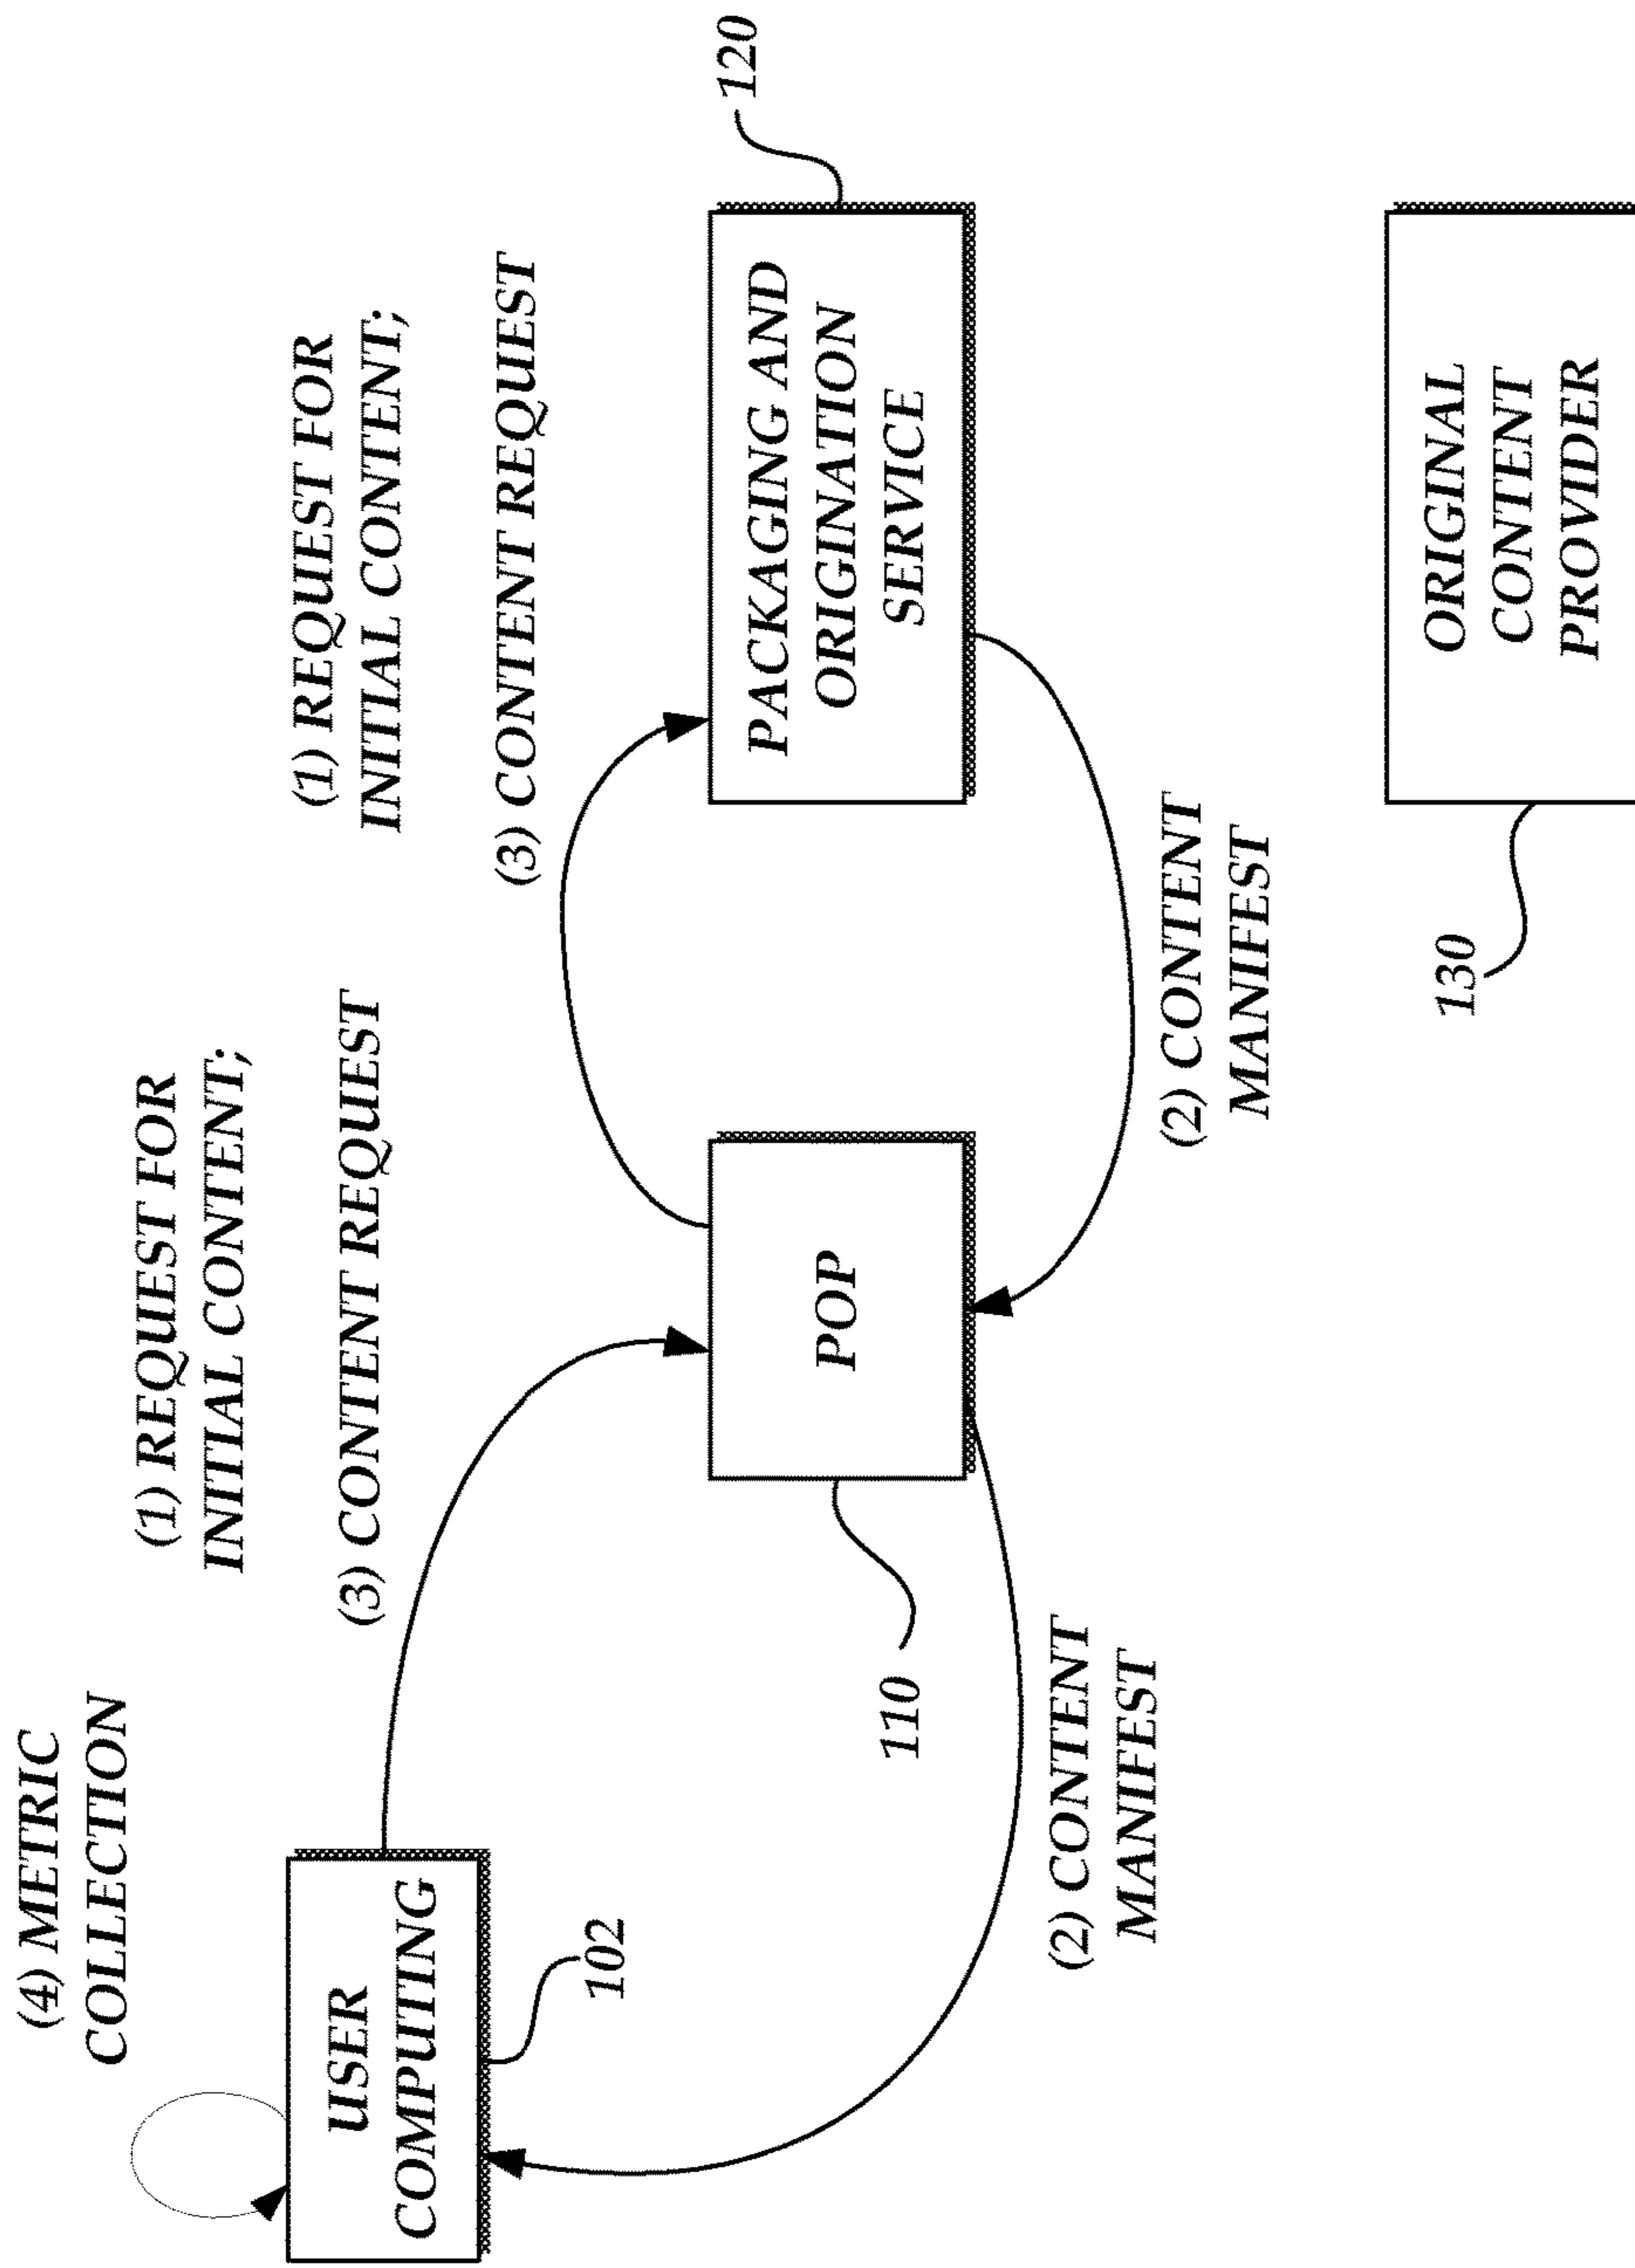 (4) METRIC
COLLECTION
(1) REQUEST FOR
INITIAL CONTENT;
(3) CONTENT REQUEST
(1) REQUEST FOR
INITIAL CONTENT;
(3) CONTENT REQUEST
USER
COMPUTING
102
POP
110
PACKAGING AND
ORIGINATION
SERVICE
120
(2) CONTENT
MANIFEST
(2) CONTENT
MANIFEST
130
ORIGINAL
CONTENT
PROVIDER